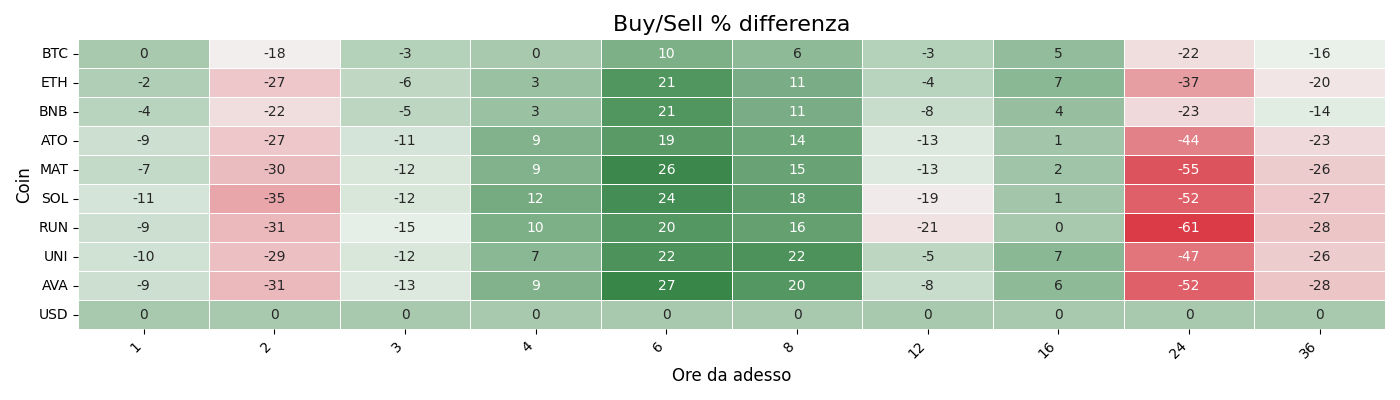 Buy/Sell % differenza
BTC 0 -18 -3 0 10 6 -3 5 -22 -16
ETH -2 -27 -6 3 21 11 -4 7 -37 -20
BNB -4 -22 -5 3 21 11 -8 4 -23 -14
ATO -9 -27 -11 9 19 14 -13 1 -44 -23
MAT -7 -30 -12 9 26 15 -13 2 -55 -26
SOL -11 -35 -12 12 24 18 -19 1 -52 -27
RUN -9 -31 -15 10 20 16 -21 0 -61 -28
UNI -10 -29 -12 7 22 22 -5 7 -47 -26
AVA -9 -31 -13 9 27 20 -8 6 -52 -28
USD 0 0 0 0 0 0 0 0 0 0
1 2 3 4 6 8 12 16 24 36
Coin
Ore da adesso